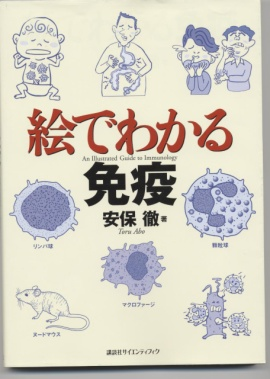 絵でわかる
An Illustrated Guide to Immunology
免疫
安保 徹 著
Toru Abo
リンパ球
顆粒球
マクロファージ
ヌードマウス
講談社サイエンティフィク